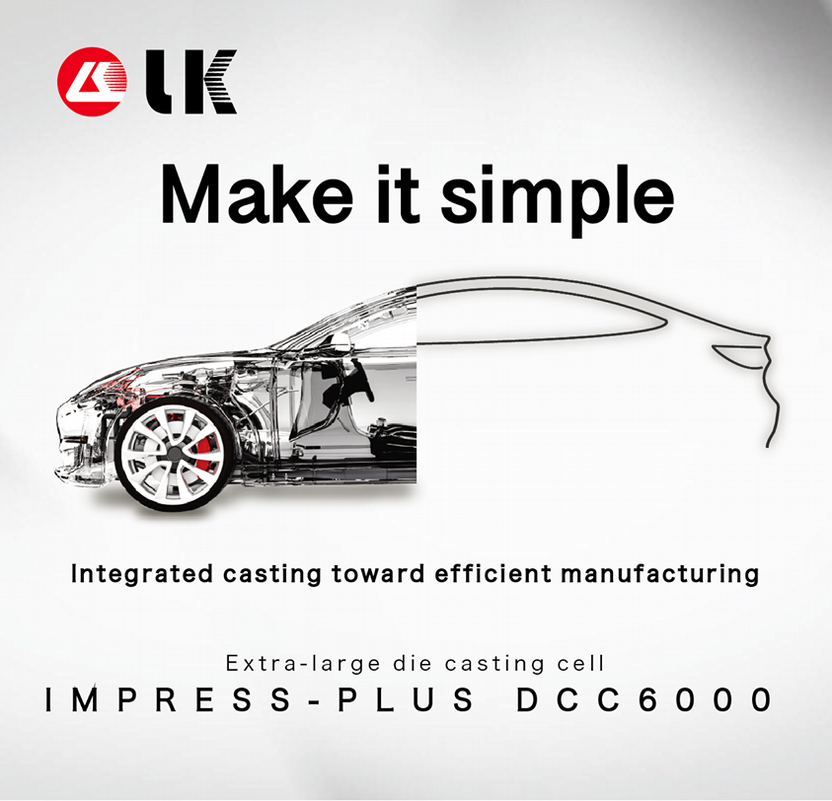 LK
Make it simple
Integrated casting toward efficient manufacturing
Extra-large die casting cell
IMPRESS-PLUS DCC6000